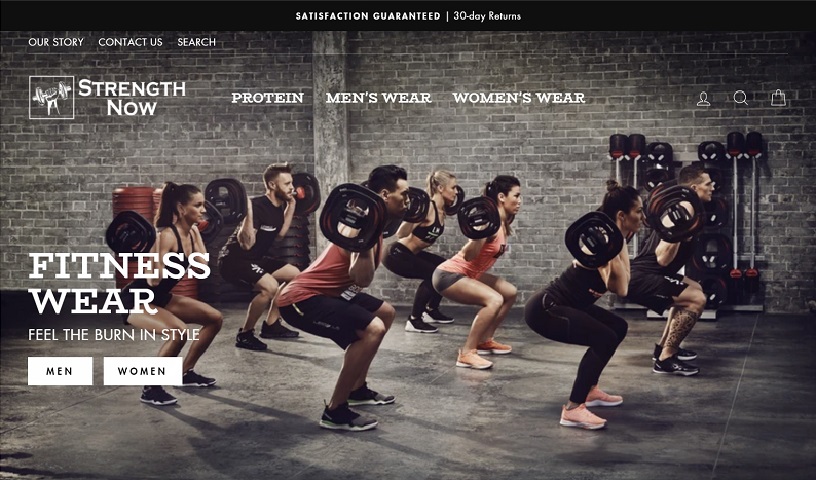 SATISFACTION GUARANTEED | 30-day Returns
OUR STORY CONTACT US SEARCH
STRENGTH
NOW
PROTEIN MEN'S WEAR WOMEN'S WEAR
FITNESS
WEAR
FEEL THE BURN IN STYLE
MEN WOMEN